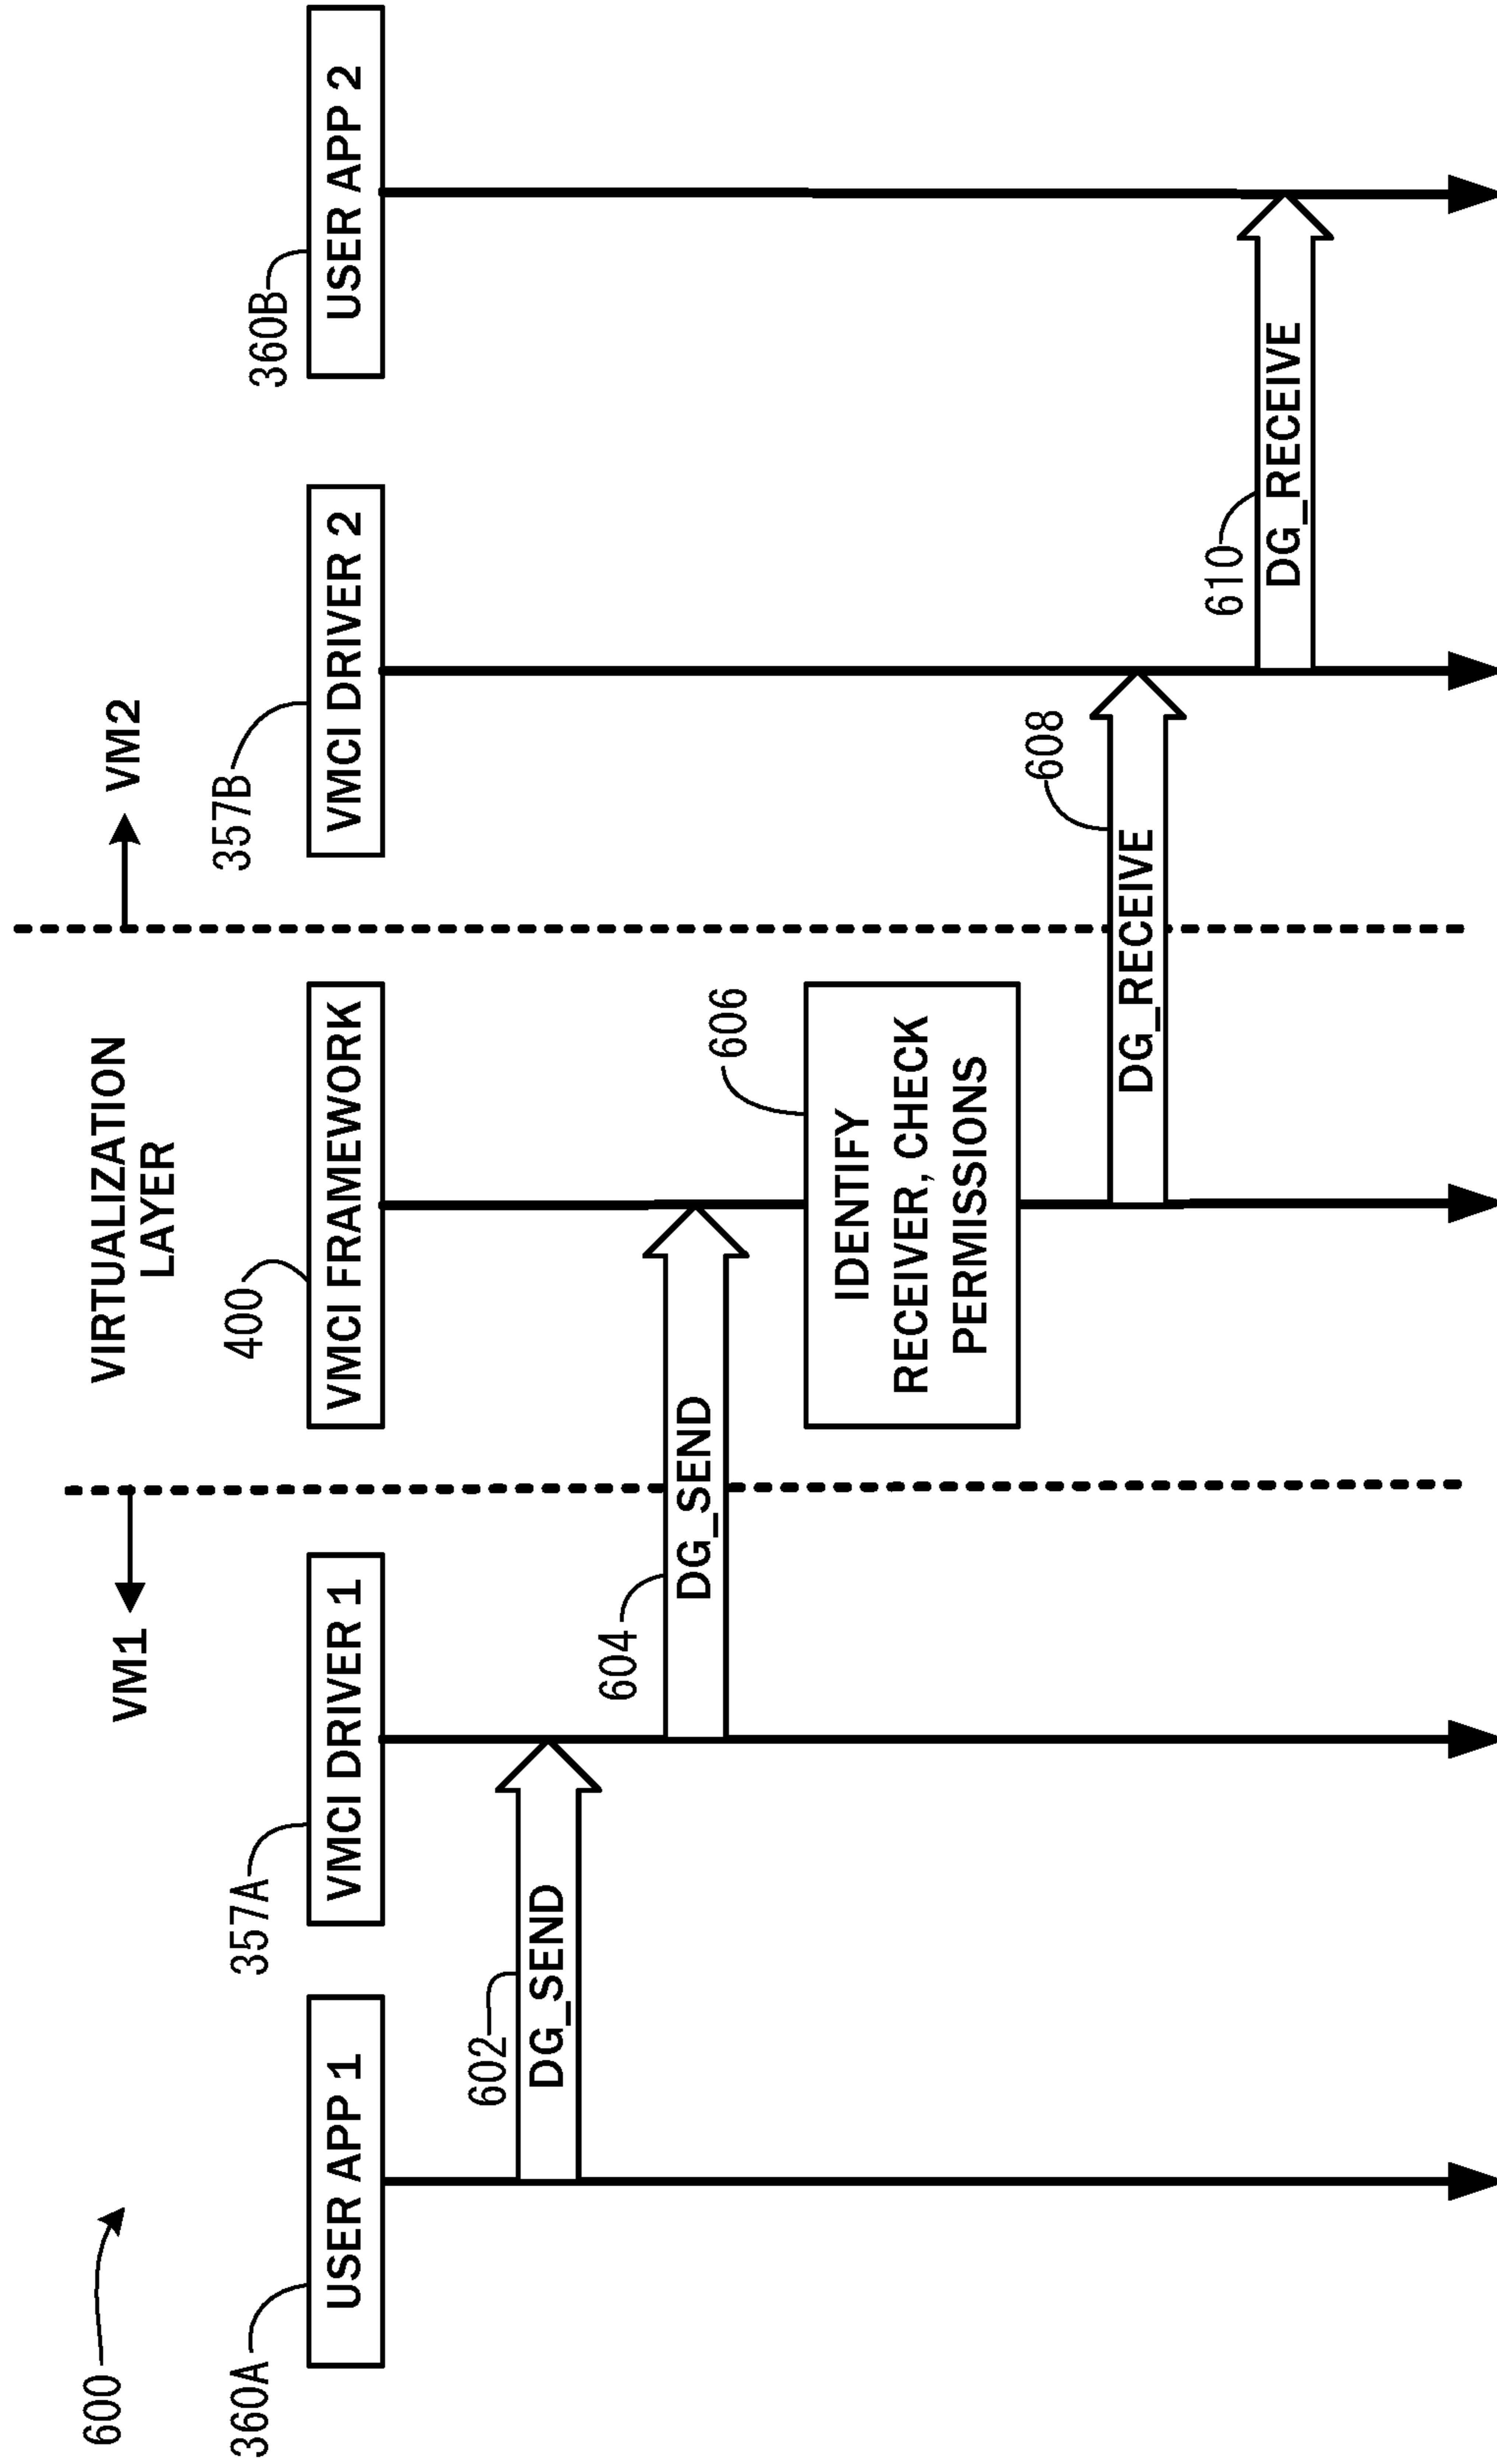 600
VM1
VIRTUALIZATION
LAYER
VM2
360A
357A
400
357B
360B
USER APP 1
VMCI DRIVER 1
VMCI FRAMEWORK
VMCI DRIVER 2
USER APP 2
602
DG_SEND
604
DG_SEND
606
IDENTIFY
RECEIVER, CHECK
PERMISSIONS
608
DG_RECEIVE
610
DG_RECEIVE